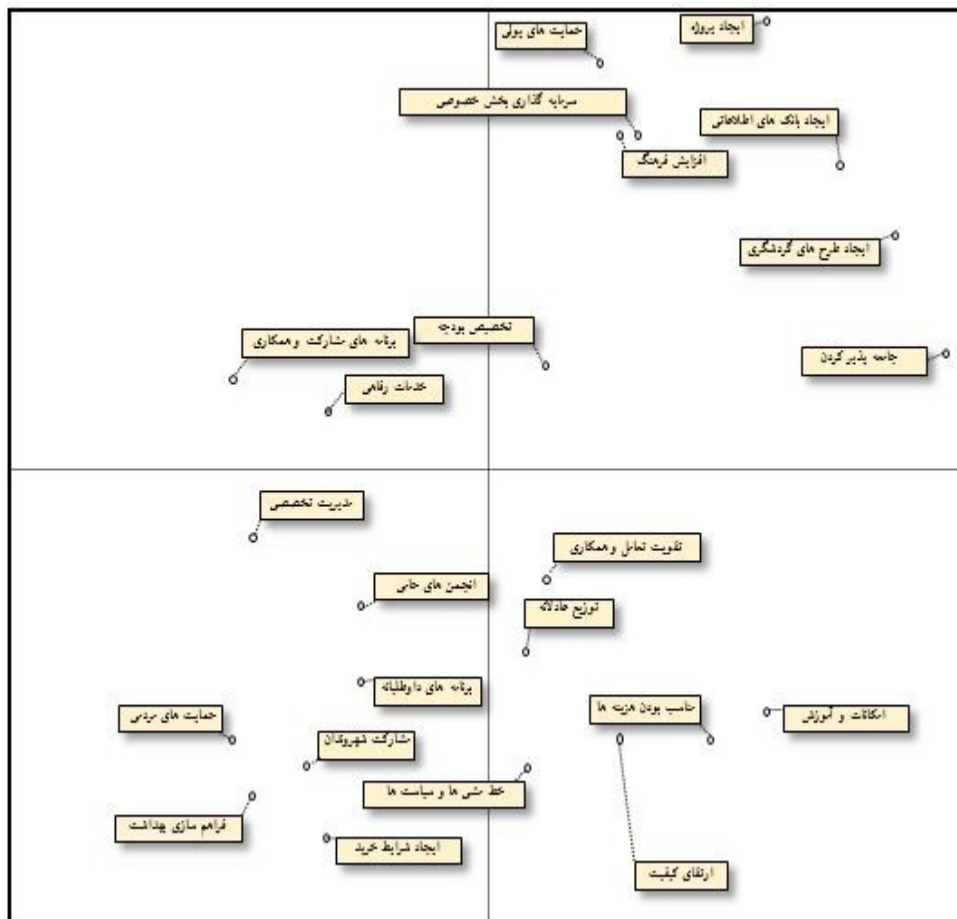 ایجاد پروژه
حمایت های پولی
سرمایه گذاری بخش خصوصی
ایجاد بانک های اطلاعاتی
افزایش فرهنگ
ایجاد طرح های گردشگری
تخصیص بودجه
برنامه های مشارکت و همکاری
جامعه پذیر کردن
خدمات رفاهی
مدیریت تخصصی
تقویت تعامل و همکاری
انجمن های حامی
توزیع عادلانه
برنامه های داوطلبانه
مناسب بودن هزینه ها
امکانات و آموزش
حمایت های مردمی
مشارکت شهروندان
خط مشی ها و سیاست ها
فراهم سازی بهداشت
ایجاد شرایط خرید
ارتقای کیفیت